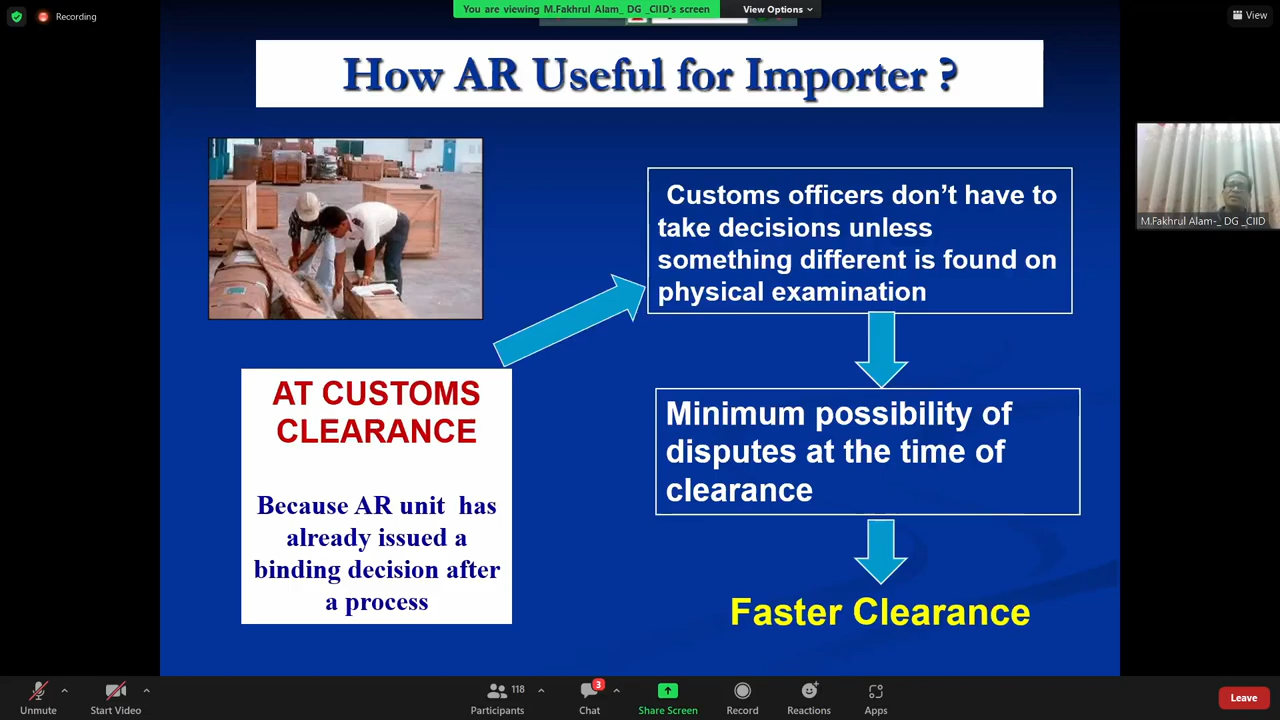 Recording
You are viewing M.Fakhrul Alam_ DG _CIID's screen
View Options
View
How AR Useful for Importer ?
Customs officers don’t have to
take decisions unless
something different is found on
physical examination
M.Fakhrul Alam-_ DG _CIID
AT CUSTOMS
CLEARANCE
Because AR unit has
already issued a
binding decision after
a process
Minimum possibility of
disputes at the time of
clearance
Faster Clearance
Unmute
Start Video
118
Participants
3
Chat
Share Screen
Record
Reactions
Apps
Leave